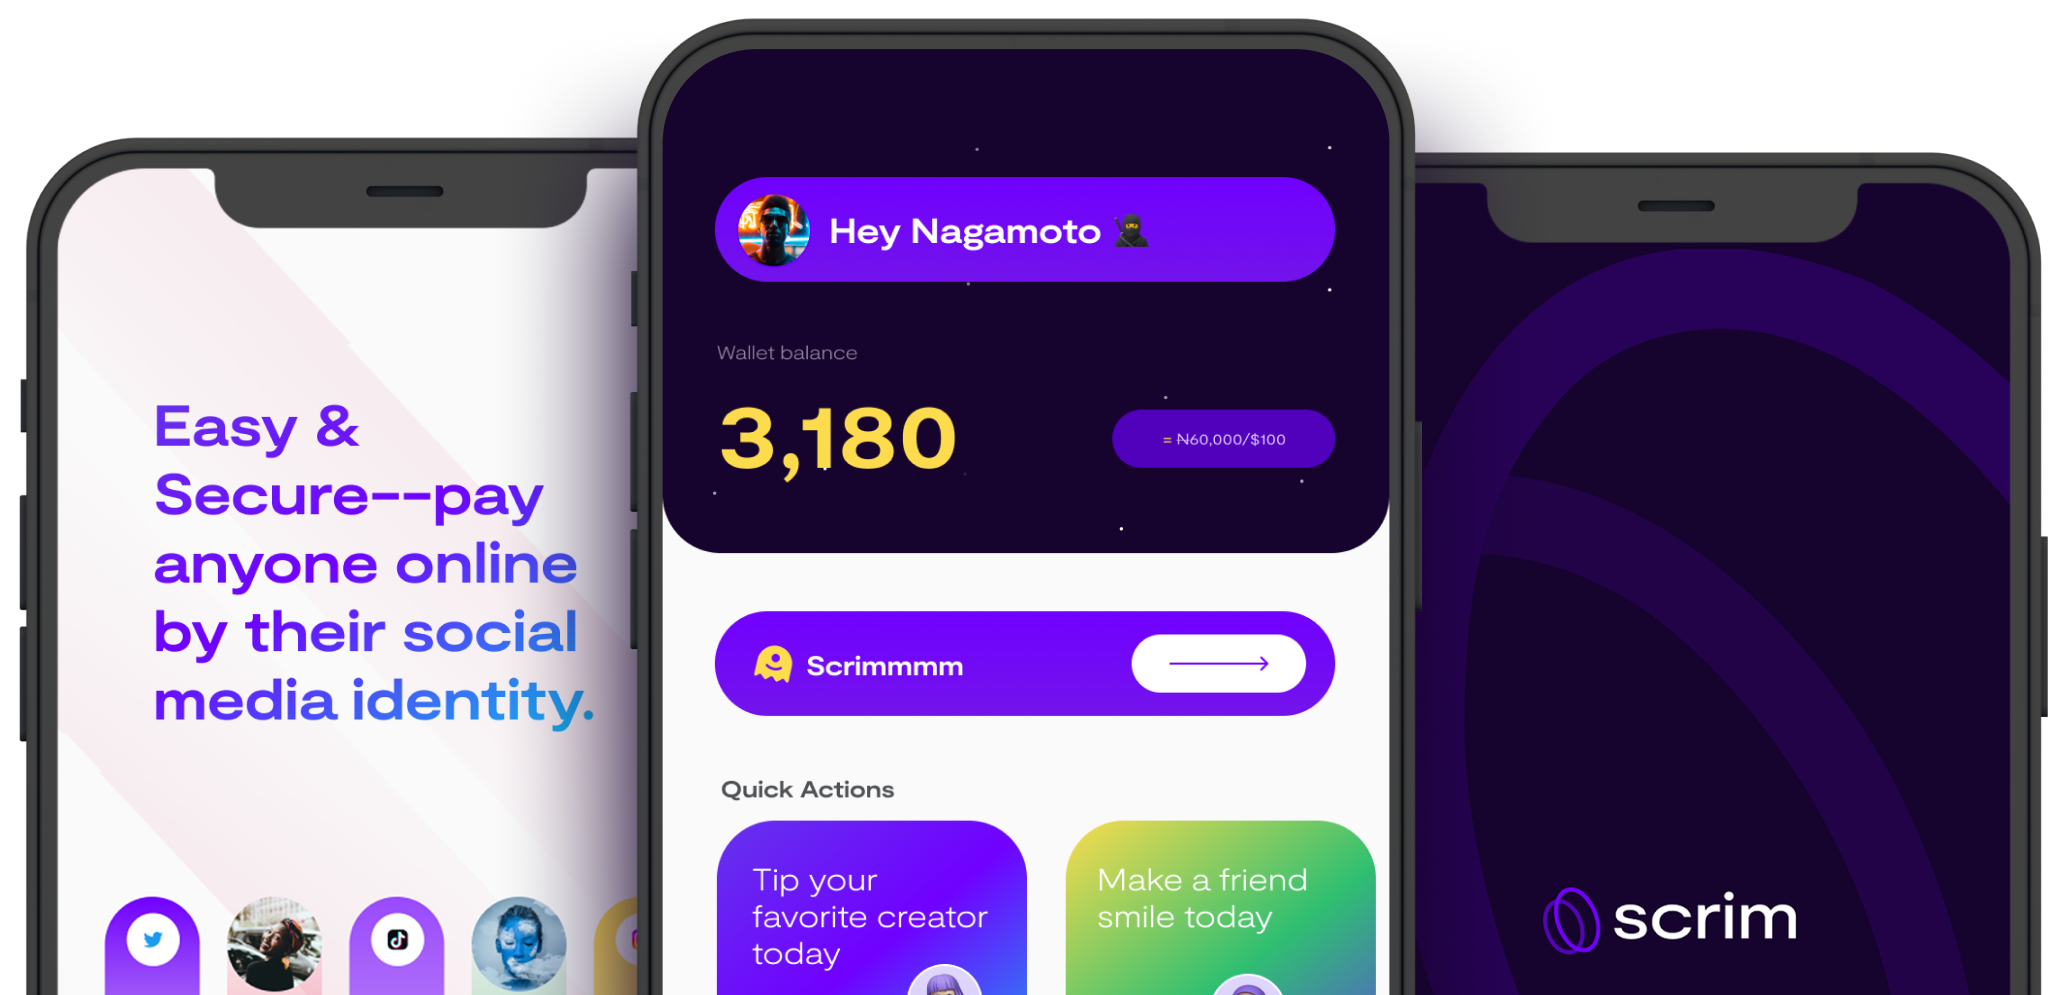 Easy &
Secure--pay
anyone online
by their social
media identity.
Hey Nagamoto
Wallet balance
3,180
= ₦60,000/$100
Scrimmmm
Quick Actions
Tip your
favorite creator
today
Make a friend
smile today
scrim